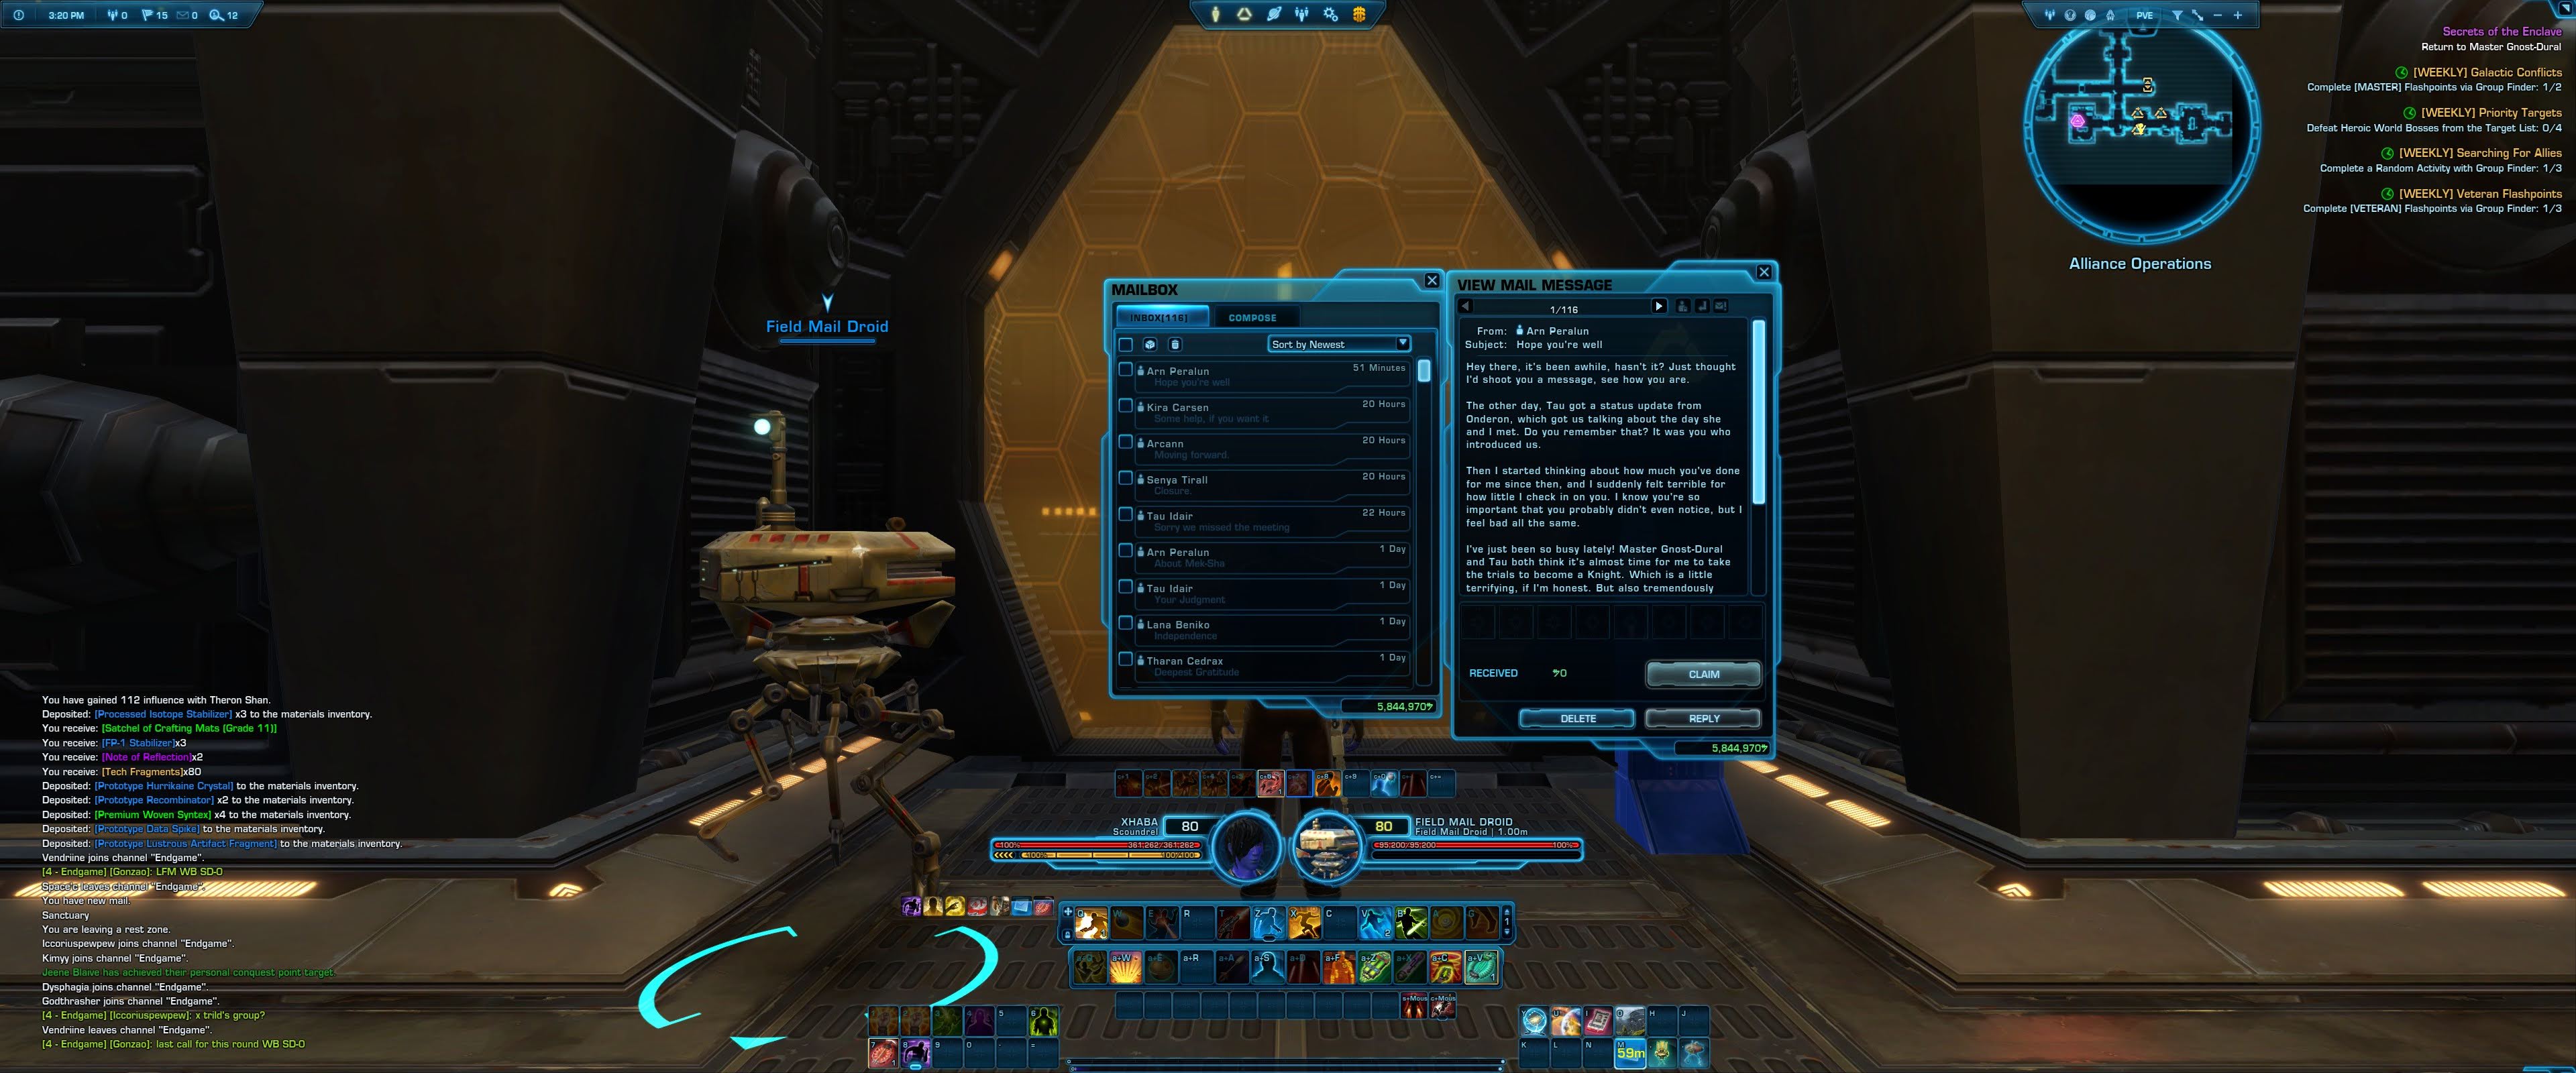 3:20 PM 0 15 0 12
PVE
Secrets of the Enclave
Return to Master Gnost-Dural
[WEEKLY] Galactic Conflicts
Complete [MASTER] Flashpoints via Group Finder: 1/2
[WEEKLY] Priority Targets
Defeat Heroic World Bosses from the Target List: 0/4
[WEEKLY] Searching For Allies
Complete a Random Activity with Group Finder: 1/3
[WEEKLY] Veteran Flashpoints
Complete [VETERAN] Flashpoints via Group Finder: 1/3
Alliance Operations
Field Mail Droid
MAILBOX
INBOX[116] COMPOSE
Sort by Newest
Arn Peralun 51 Minutes
Hope you're well
Kira Carsen 20 Hours
Some help, if you want it
Arcann 20 Hours
Moving forward.
Senya Tirall 20 Hours
Closure.
Tau Idair 22 Hours
Sorry we missed the meeting
Arn Peralun 1 Day
About Mek-Sha
Tau Idair 1 Day
Your Judgment
Lana Beniko 1 Day
Independence
Tharan Cedrax 1 Day
Deepest Gratitude
5,844,970
VIEW MAIL MESSAGE
1/116
From: Arn Peralun
Subject: Hope you're well
Hey there, it's been awhile, hasn't it? Just thought
I'd shoot you a message, see how you are.
The other day, Tau got a status update from
Onderon, which got us talking about the day she
and I met. Do you remember that? It was you who
introduced us.
Then I started thinking about how much you've done
for me since then, and I suddenly felt terrible for
how little I check in on you. I know you're so
important that you probably didn't even notice, but I
feel bad all the same.
I've just been so busy lately! Master Gnost-Dural
and Tau both think it's almost time for me to take
the trials to become a Knight. Which is a little
terrifying, if I'm honest. But also tremendously
RECEIVED 0 CLAIM
DELETE REPLY
5,844,970
You have gained 112 influence with Theron Shan.
Deposited: [Processed Isotope Stabilizer] x3 to the materials inventory.
You receive: [Satchel of Crafting Mats (Grade 11)]
You receive: [FP-1 Stabilizer]x3
You receive: [Note of Reflection]x2
You receive: [Tech Fragments]x80
Deposited: [Prototype Hurrikaine Crystal] to the materials inventory.
Deposited: [Prototype Recombinator] x2 to the materials inventory.
Deposited: [Premium Woven Syntex] x4 to the materials inventory.
Deposited: [Prototype Data Spike] to the materials inventory.
Deposited: [Prototype Lustrous Artifact Fragment] to the materials inventory.
Vendriine joins channel "Endgame".
[4 - Endgame] [Gonzao]: LFM WB SD-0
Space'c leaves channel "Endgame".
You have new mail.
Sanctuary
You are leaving a rest zone.
Iccoriuspewpew joins channel "Endgame".
Kimyy joins channel "Endgame".
Jeene Blaive has achieved their personal conquest point target.
Dysphagia joins channel "Endgame".
Godthrasher joins channel "Endgame".
[4 - Endgame] [Iccoriuspewpew]: x trild's group?
Vendriine leaves channel "Endgame".
[4 - Endgame] [Gonzao]: last call for this round WB SD-0
XHABA
Scoundrel
80
100% 361,262/361,262
100% 100/100
80
FIELD MAIL DROID
Field Mail Droid | 1.00m
95,200/95,200 100%
Q W E R T Z X C V B A G
a+W a+E a+R a+A a+S a+D a+F a+Z a+X a+C a+V
59m